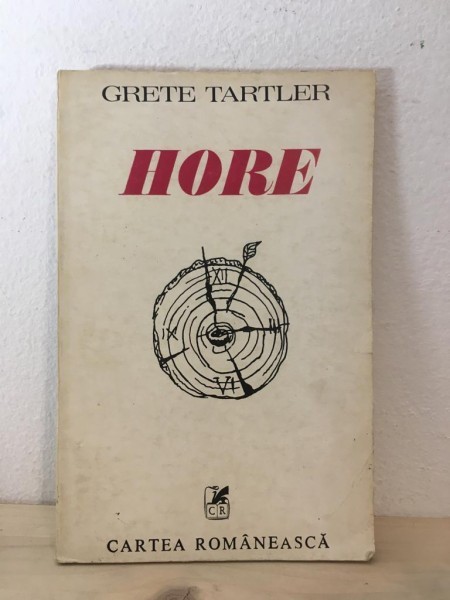 GRETE TARTLER
HORE
XII
IX
III
VI
CR
CARTEA ROMÂNEASCĂ